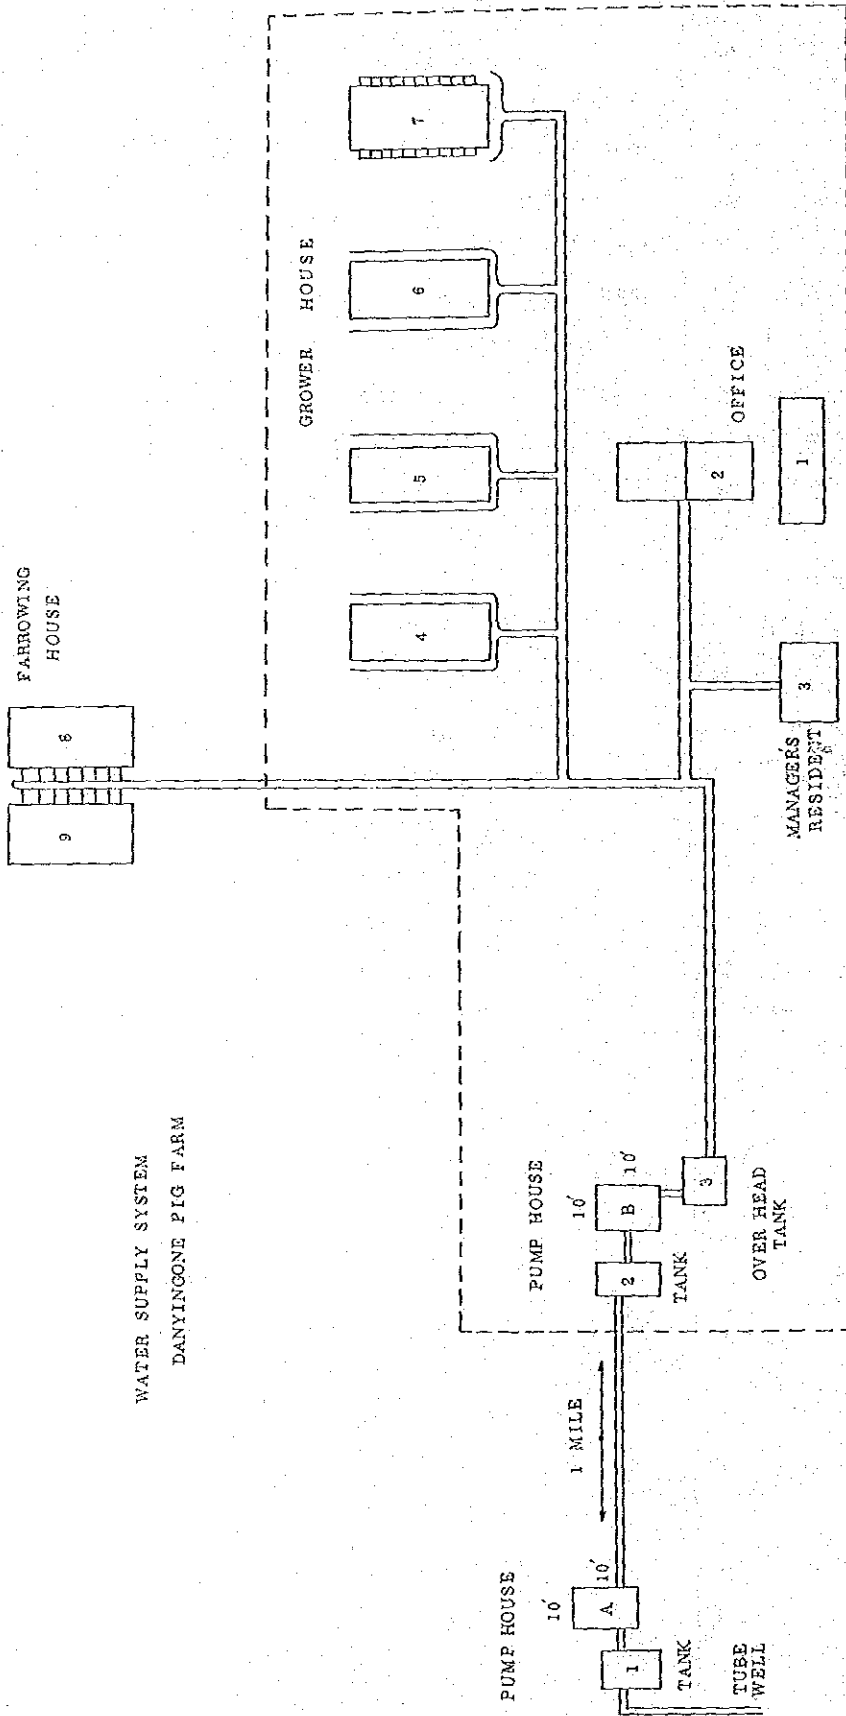 WATER SUPPLY SYSTEM
DANYINGONE PIG FARM
FARROWING
HOUSE
9
8
GROWER HOUSE
4
5
6
7
PUMP HOUSE
10'
10'
A
1
TANK
TUBE
WELL
1 MILE
PUMP HOUSE
10'
10'
B
2
TANK
3
OVER HEAD
TANK
MANAGER'S
RESIDENT
3
2
OFFICE
1